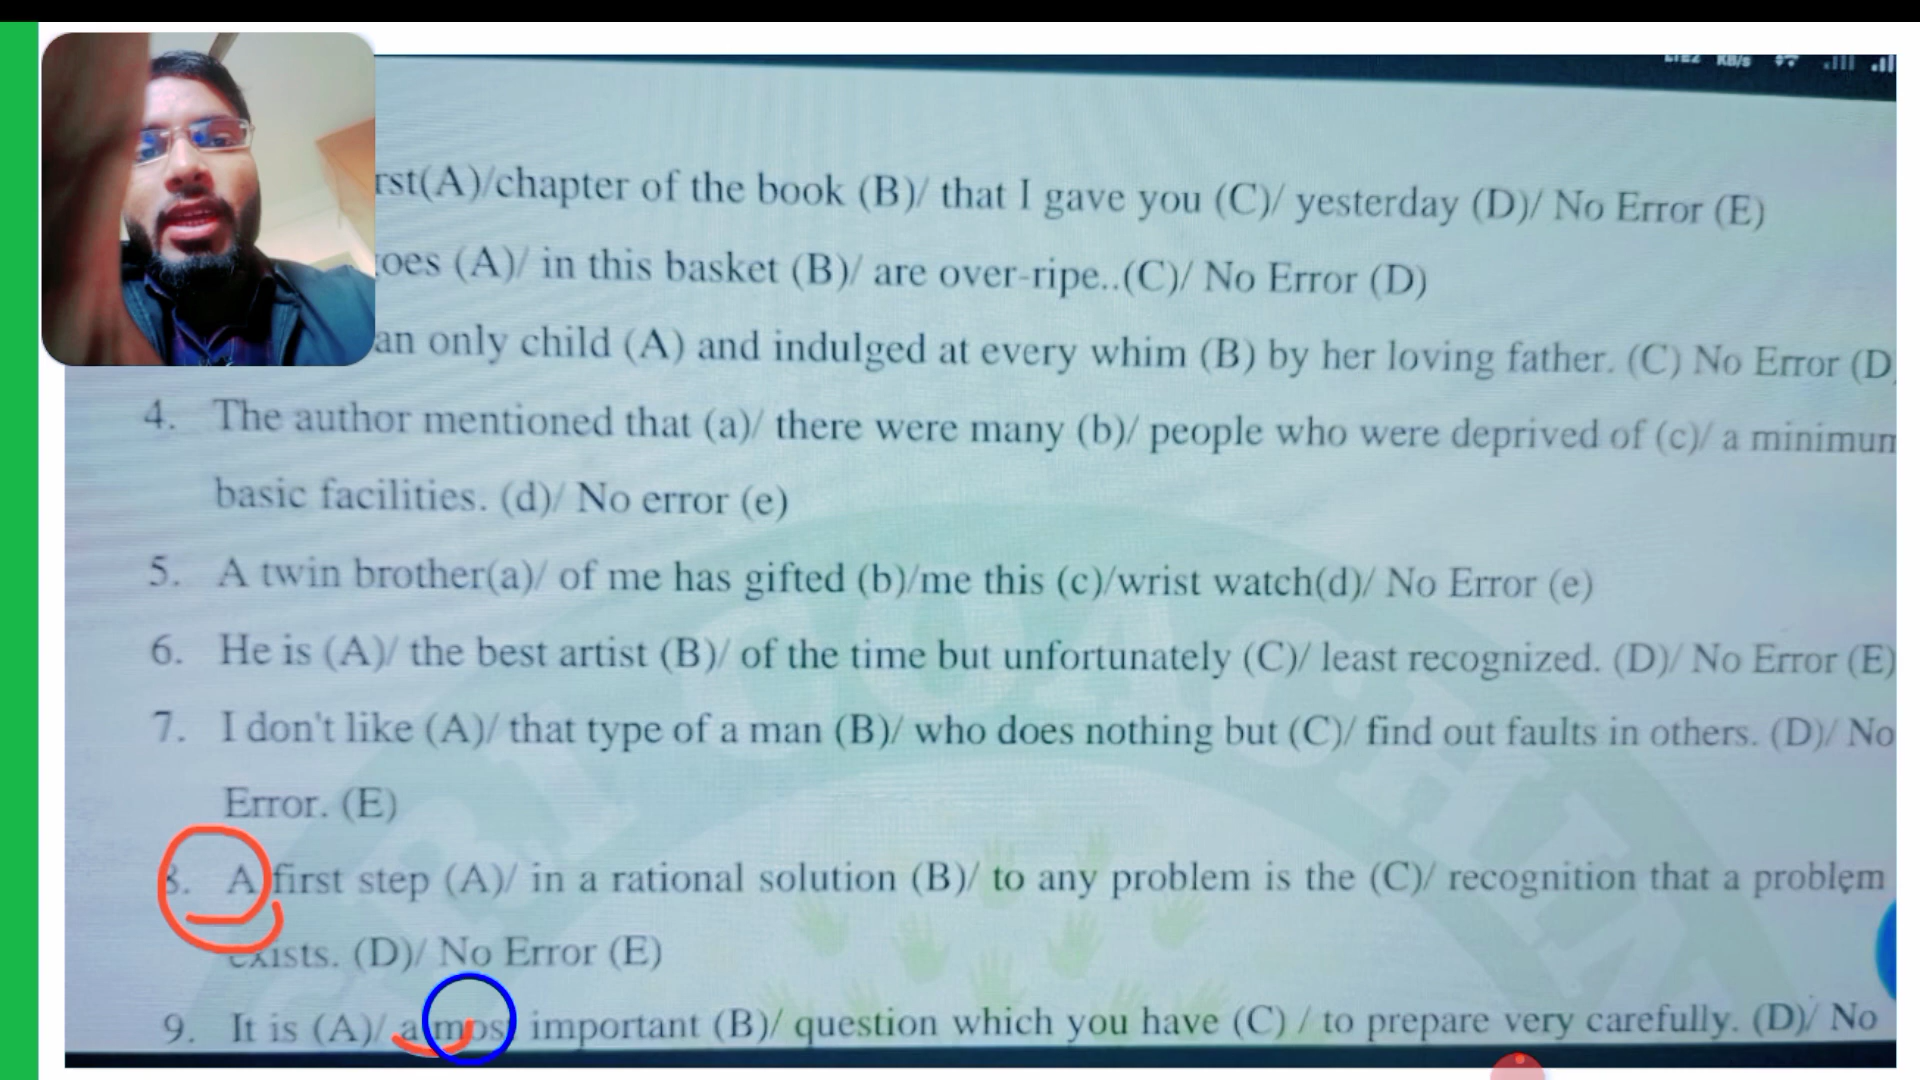 LTE2 KB/s
rst(A)/chapter of the book (B)/ that I gave you (C)/ yesterday (D)/ No Error (E)
oes (A)/ in this basket (B)/ are over-ripe..(C)/ No Error (D)
an only child (A) and indulged at every whim (B) by her loving father. (C) No Error (D
4. The author mentioned that (a)/ there were many (b)/ people who were deprived of (c)/ a minimum
basic facilities. (d)/ No error (e)
5. A twin brother(a)/ of me has gifted (b)/me this (c)/wrist watch(d)/ No Error (e)
6. He is (A)/ the best artist (B)/ of the time but unfortunately (C)/ least recognized. (D)/ No Error (E)
7. I don't like (A)/ that type of a man (B)/ who does nothing but (C)/ find out faults in others. (D)/ No
Error. (E)
8. A first step (A)/ in a rational solution (B)/ to any problem is the (C)/ recognition that a problem
exists. (D)/ No Error (E)
9. It is (A)/ a most important (B)/ question which you have (C) / to prepare very carefully. (D)/ No